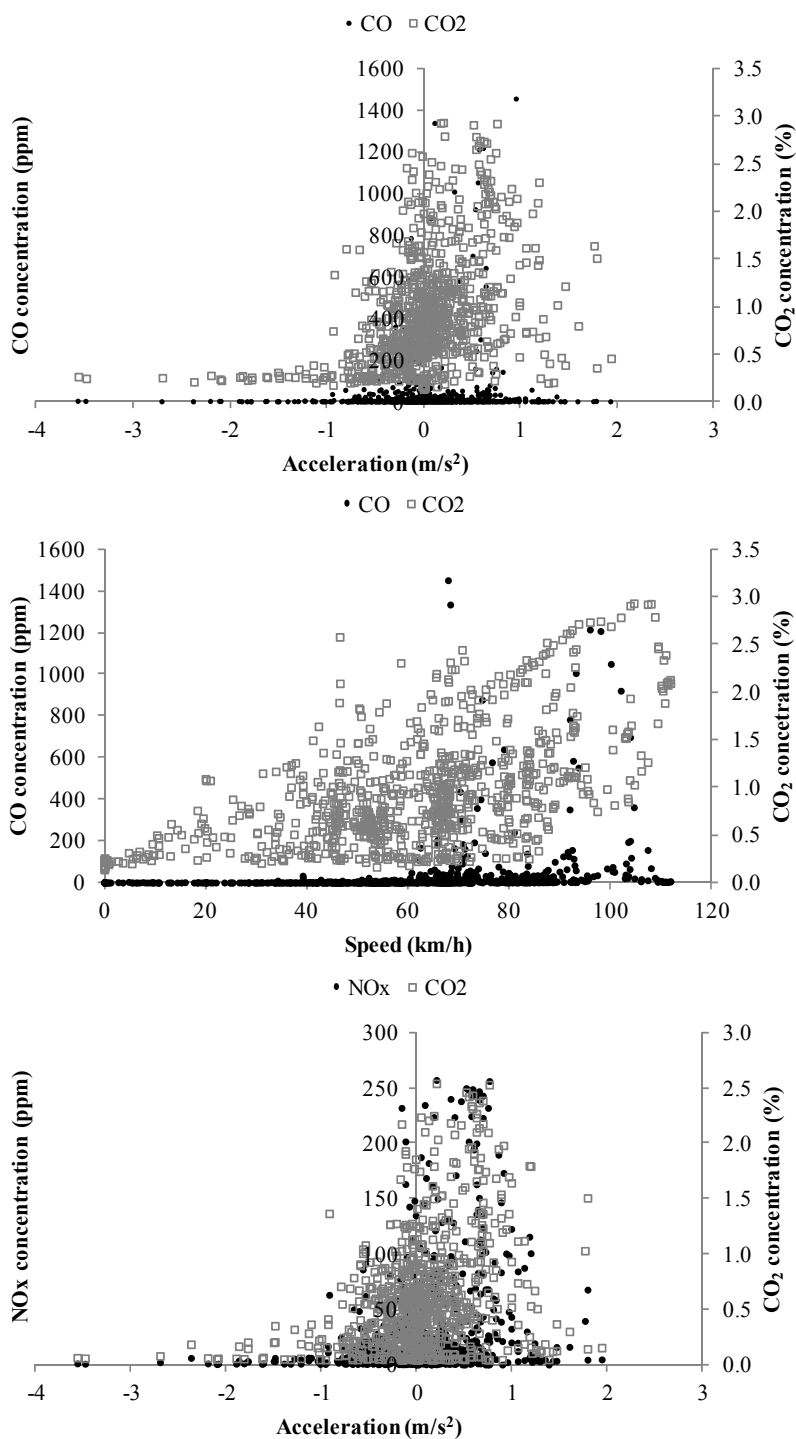 CO CO2
1600 3.5
1400 3.0
1200 2.5
1000 2.0
800 1.5
600 1.0
400 0.5
200 0.0
0
CO concentration (ppm)
CO2 concentration (%)
-4 -3 -2 -1 0 1 2 3
Acceleration (m/s2)
CO CO2
1600 3.5
1400 3.0
1200 2.5
1000 2.0
800 1.5
600 1.0
400 0.5
200 0.0
0
CO concentration (ppm)
CO2 concetration (%)
0 20 40 60 80 100 120
Speed (km/h)
NOx CO2
300 3.0
250 2.5
200 2.0
150 1.5
100 1.0
50 0.5
0 0.0
NOx concentration (ppm)
CO2 concentration (%)
-4 -3 -2 -1 0 1 2 3
Acceleration (m/s2)